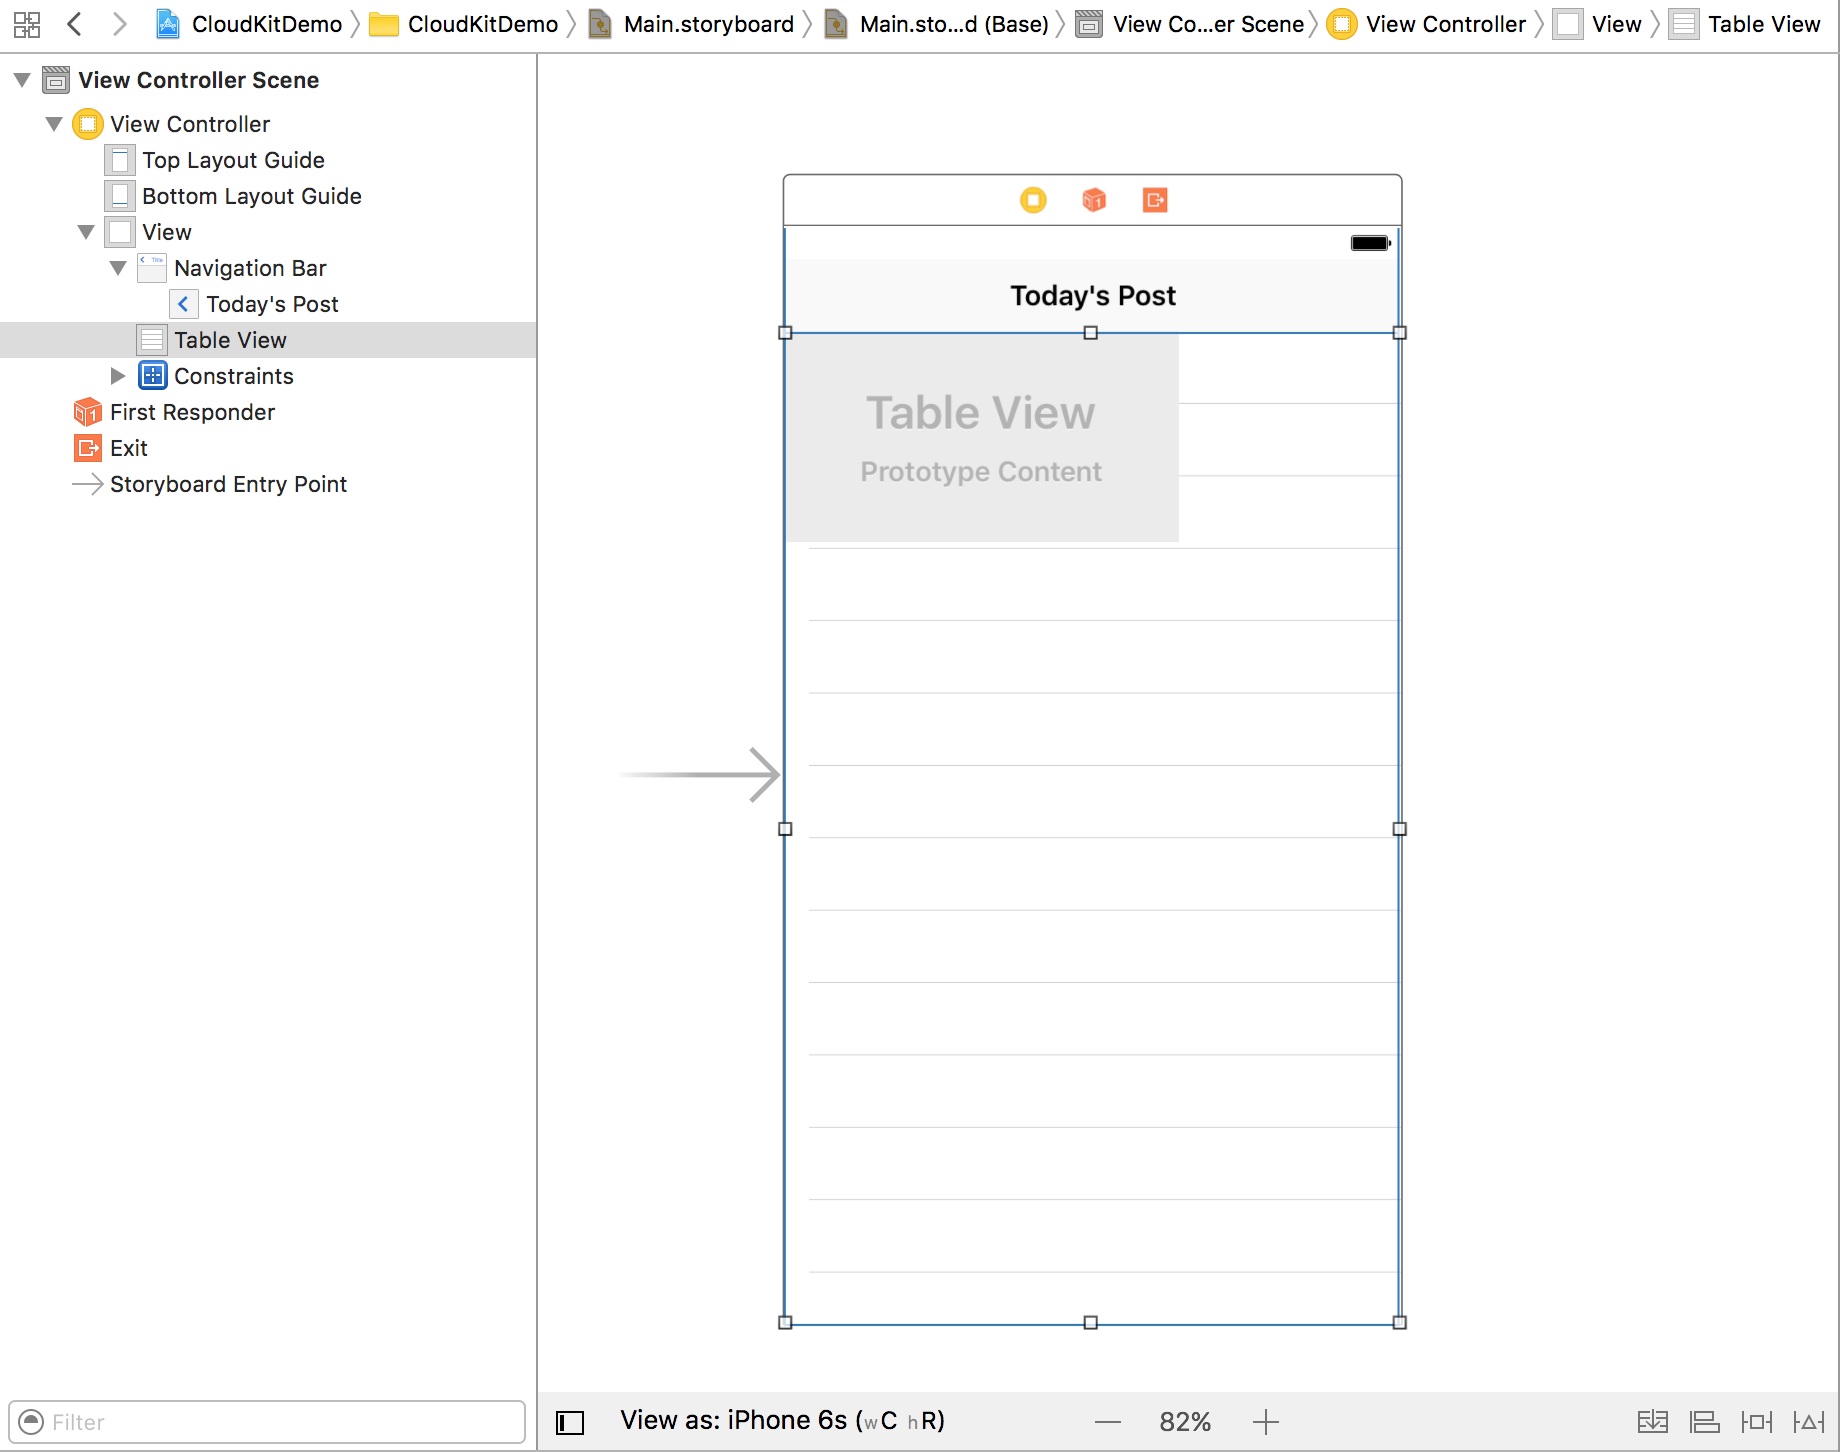 CloudKitDemo CloudKitDemo Main.storyboard Main.sto...d (Base) View Co...er Scene View Controller View Table View
View Controller Scene
View Controller
Top Layout Guide
Bottom Layout Guide
View
Navigation Bar
Today's Post
Table View
Constraints
First Responder
Exit
Storyboard Entry Point
Today's Post
Table View
Prototype Content
Filter
View as: iPhone 6s (wC hR)
82%